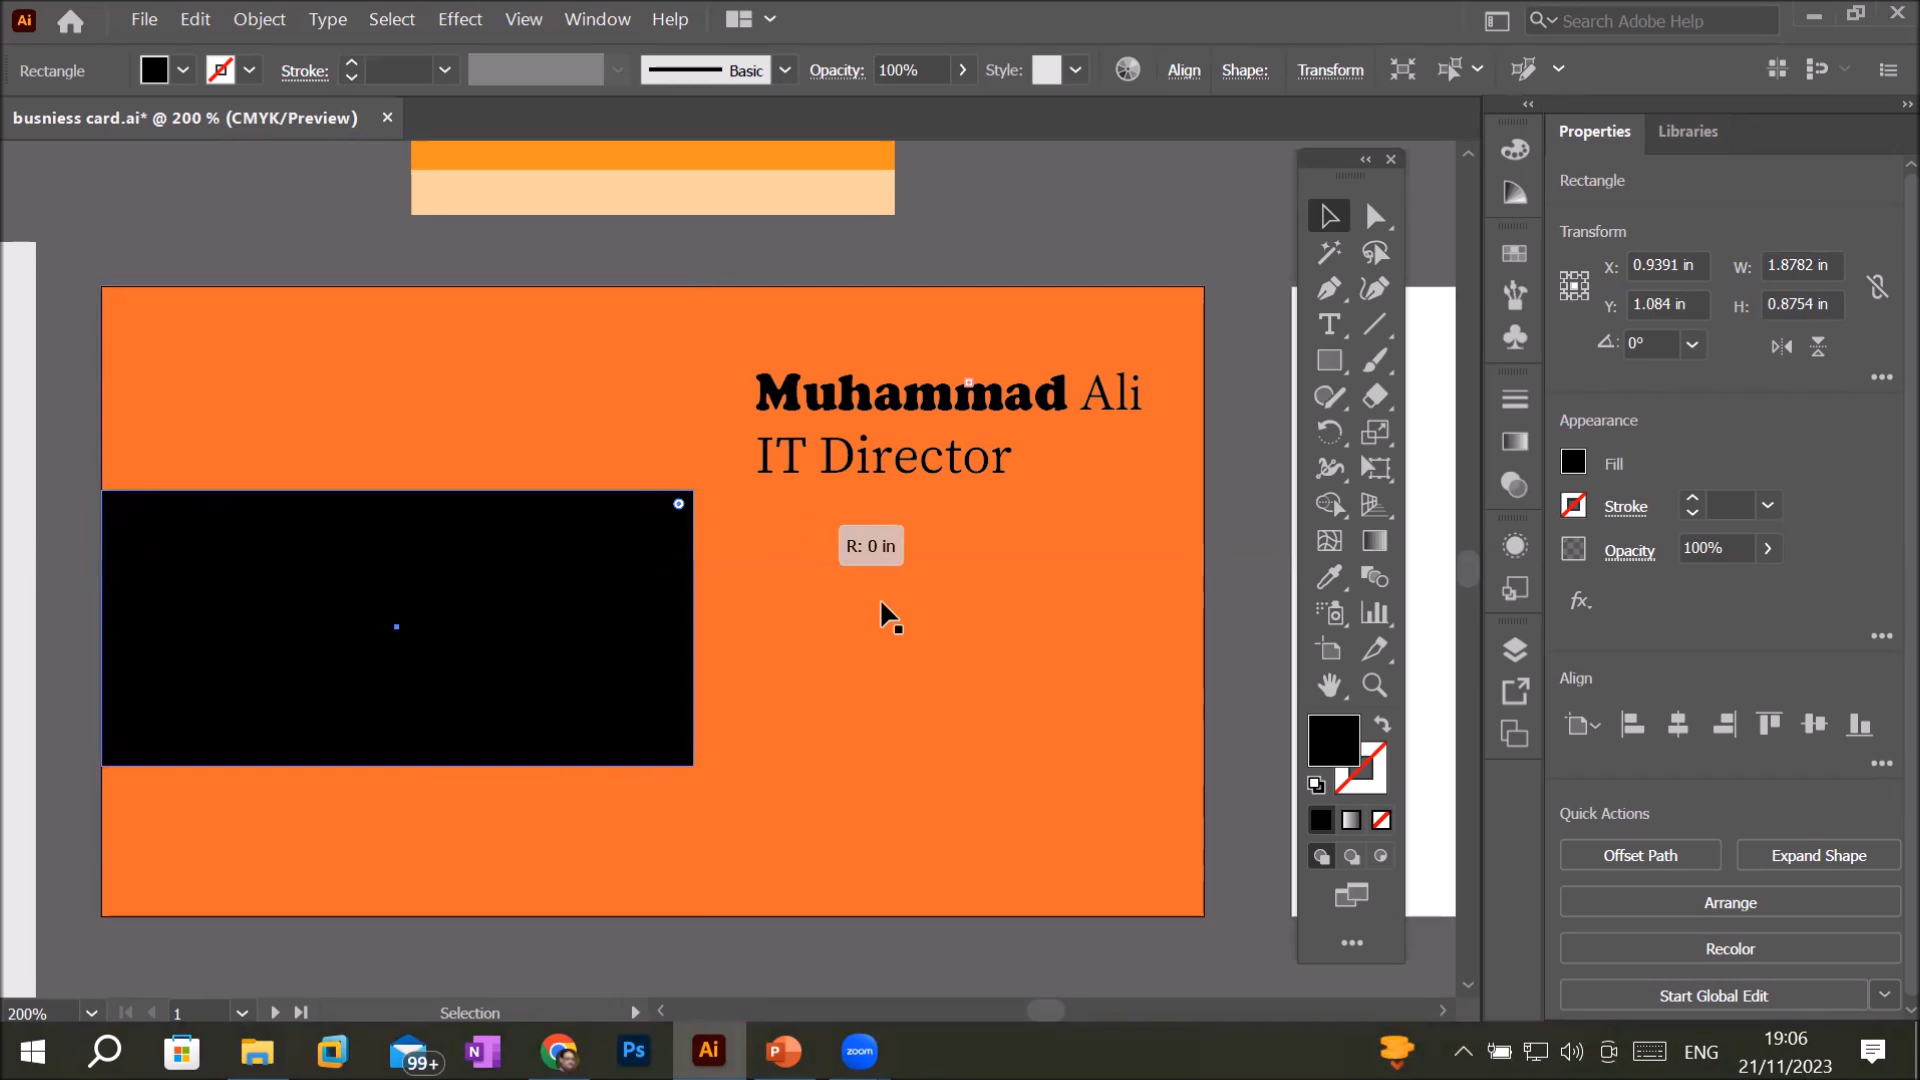 Ai File Edit Object Type Select Effect View Window Help Search Adobe Help
Rectangle Stroke: Basic Opacity: 100% Style: Align Shape: Transform
busniess card.ai* @ 200 % (CMYK/Preview)
Properties Libraries
Rectangle
Transform
X: 0.9391 in W: 1.8782 in
Y: 1.084 in H: 0.8754 in
0°
Muhammad Ali
IT Director
R: 0 in
Appearance
Fill
Stroke
Opacity 100%
fx.
Align
Quick Actions
Offset Path Expand Shape
Arrange
Recolor
Start Global Edit
200% 1 Selection
99+ N Ps Ai P zoom ENG
19:06
21/11/2023